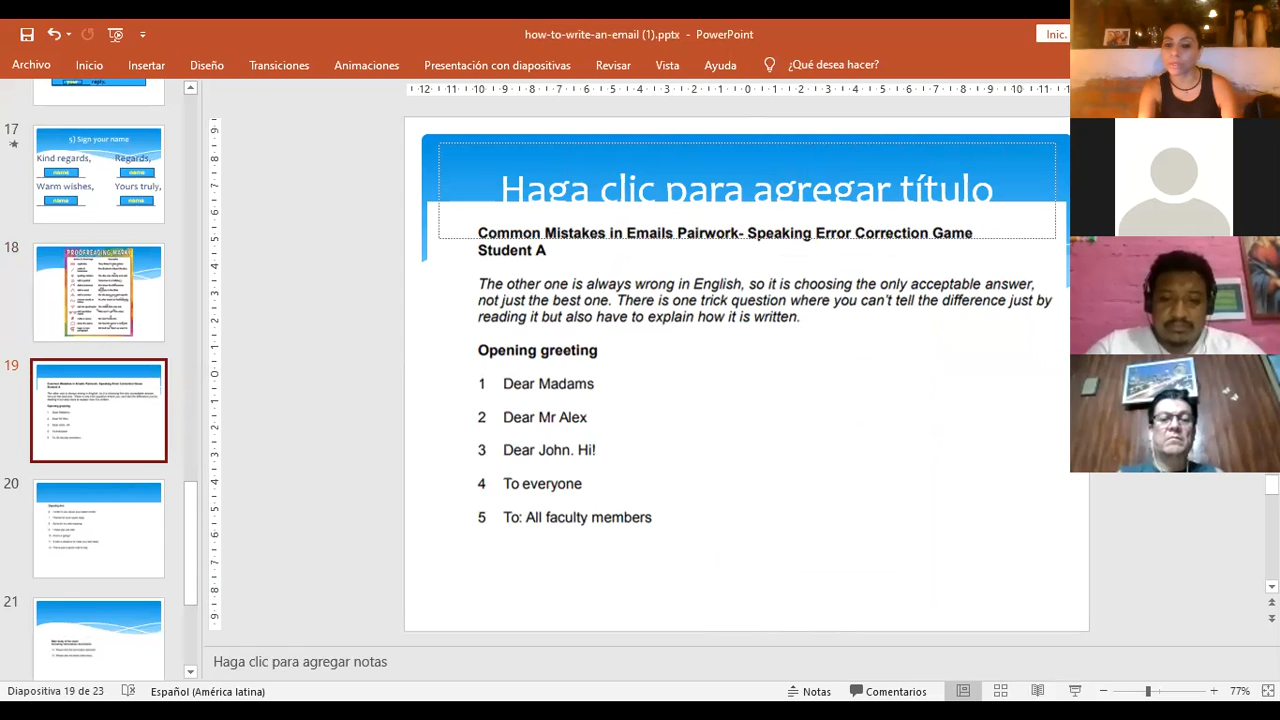 how-to-write-an-email (1).pptx - PowerPoint
Inic.
Archivo Inicio Insertar Diseño Transiciones Animaciones Presentación con diapositivas Revisar Vista Ayuda ¿Qué desea hacer?
17
5) Sign your name
Kind regards, Regards,
name name
Warm wishes, Yours truly,
name name
18
PROOFREADING MARKS
19
20
21
Haga clic para agregar título
Common Mistakes in Emails Pairwork- Speaking Error Correction Game
Student A
The other one is always wrong in English, so it is choosing the only acceptable answer,
not just the best one. There is one trick question where you can't tell the difference just by
reading it but also have to explain how it is written.
Opening greeting
1 Dear Madams
2 Dear Mr Alex
3 Dear John. Hi!
4 To everyone
5 To: All faculty members
Haga clic para agregar notas
Diapositiva 19 de 23 Español (América latina) Notas Comentarios 77%